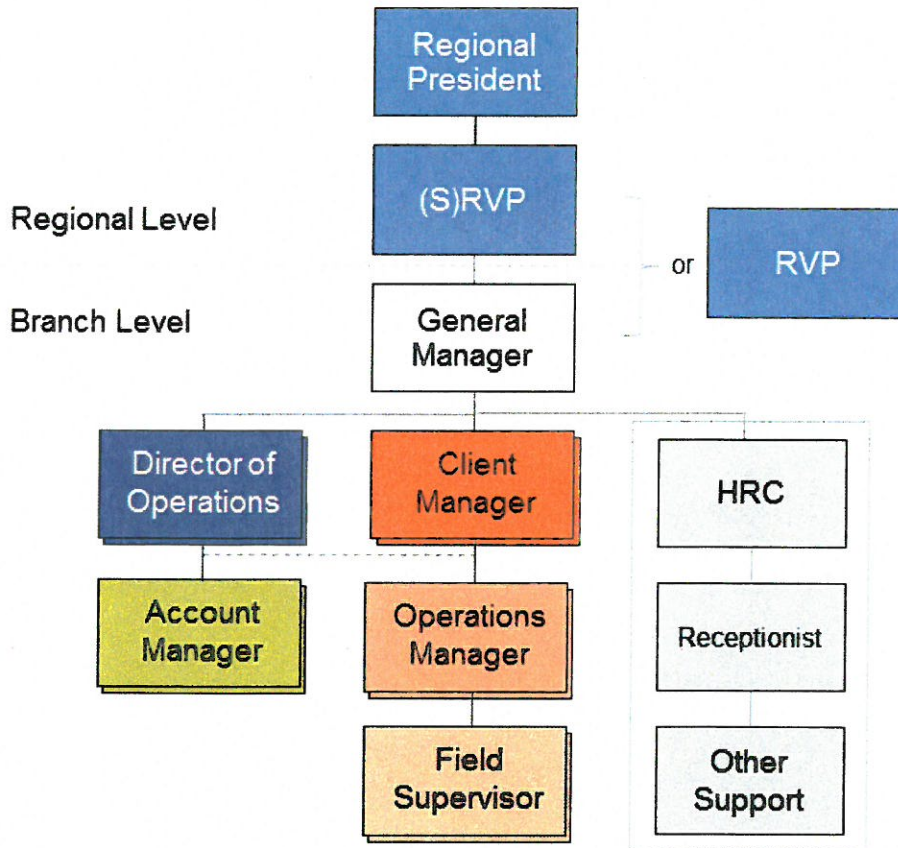 Regional
President
(S)RVP
Regional Level
or
RVP
Branch Level
General
Manager
Director of
Operations
Client
Manager
HRC
Account
Manager
Operations
Manager
Receptionist
Field
Supervisor
Other
Support